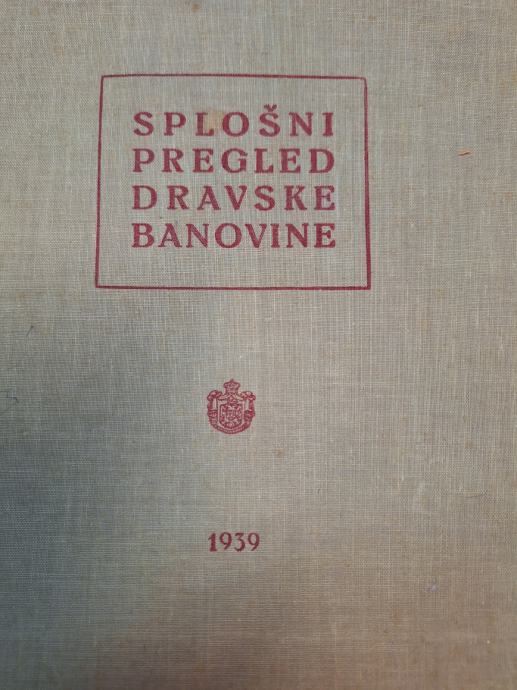 SPLOŠNI
PREGLED
DRAVSKE
BANOVINE
1939